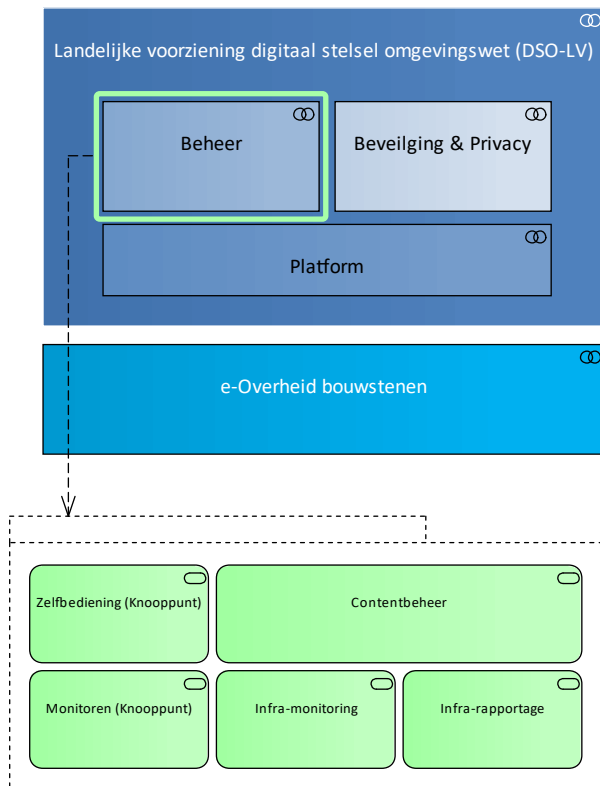 Landelijke voorziening digitaal stelsel omgevingswet (DSO-LV)
Beheer
Beveilging & Privacy
Platform
e-Overheid bouwstenen
Zelfbediening (Knooppunt)
Contentbeheer
Monitoren (Knooppunt)
Infra-monitoring
Infra-rapportage